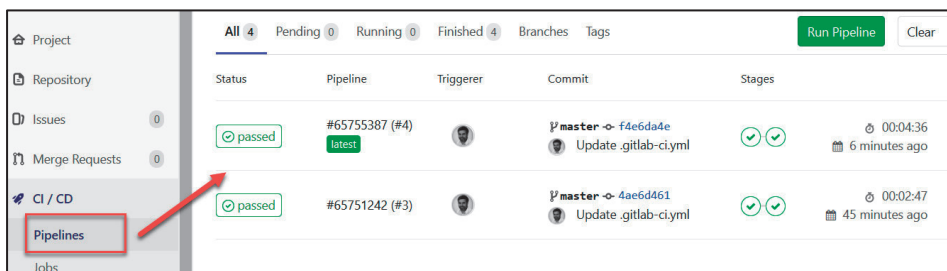 Project
Repository
Issues 0
Merge Requests 0
CI / CD
Pipelines
Jobs
All 4 Pending 0 Running 0 Finished 4 Branches Tags Run Pipeline Clear
Status Pipeline Triggerer Commit Stages
passed #65755387 (#4) master f4e6da4e 00:04:36
latest Update .gitlab-ci.yml 6 minutes ago
passed #65751242 (#3) master 4ae6d461 00:02:47
Update .gitlab-ci.yml 45 minutes ago